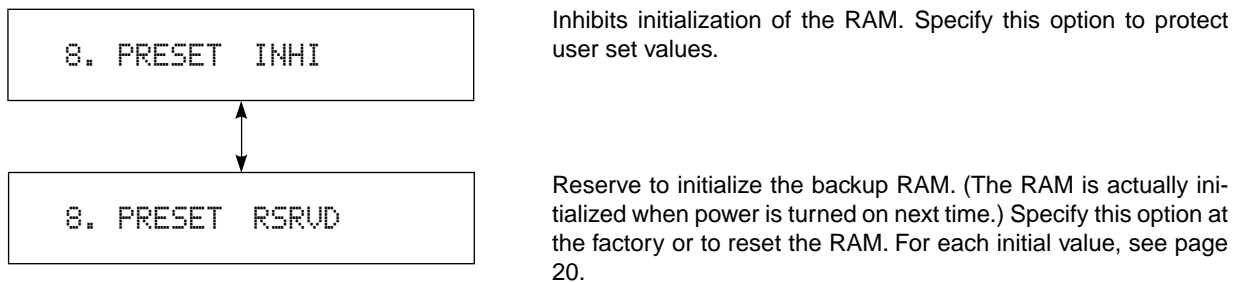 8. PRESET INHI
Inhibits initialization of the RAM. Specify this option to protect
user set values.
8. PRESET RSRVD
Reserve to initialize the backup RAM. (The RAM is actually ini-
tialized when power is turned on next time.) Specify this option at
the factory or to reset the RAM. For each initial value, see page
20.